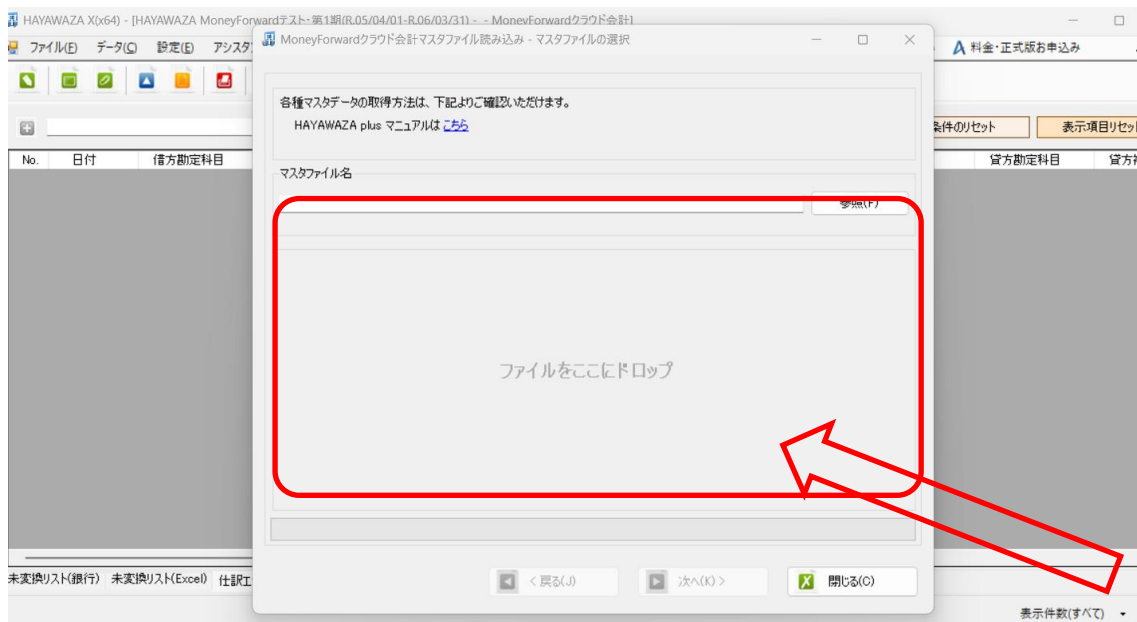 HAYAWAZA X(x64) - [HAYAWAZA MoneyForwardテスト・第1期(R.05/04/01-R.06/03/31) - - MoneyForwardクラウド会計]
ファイル(F) データ(C) 設定(E) アシスタ
料金・正式版お申込み
MoneyForwardクラウド会計マスタファイル読み込み - マスタファイルの選択
各種マスタデータの取得方法は、下記よりご確認いただけます。
HAYAWAZA plus マニュアルは こちら
条件のリセット 表示項目リセット
No. 日付 借方勘定科目 貸方勘定科目 貸方補
マスタファイル名
参照(F)
ファイルをここにドロップ
未変換リスト(銀行) 未変換リスト(Excel) 仕訳エ
< 戻る(J) 次へ(K) > 閉じる(C)
表示件数(すべて)